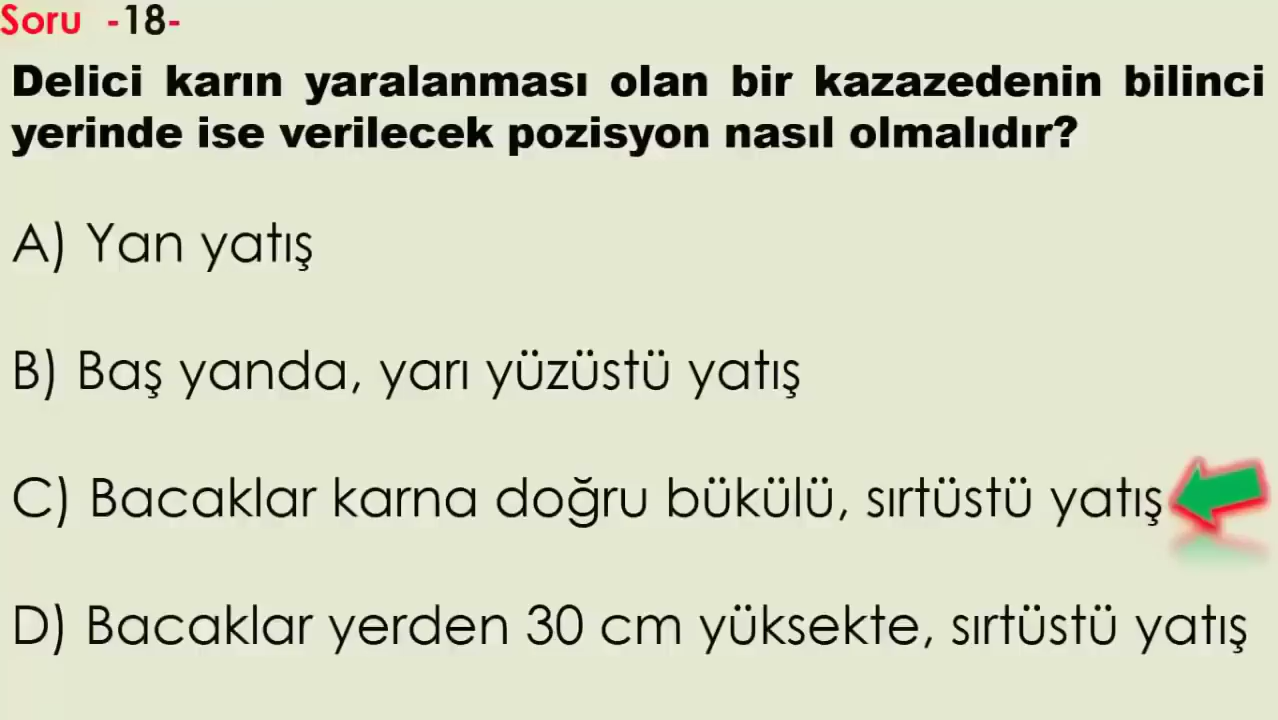 Soru -18-
Delici karın yaralanması olan bir kazazedenin bilinci
yerinde ise verilecek pozisyon nasıl olmalıdır?
A) Yan yatış
B) Baş yanda, yarı yüzüstü yatış
C) Bacaklar karna doğru bükülü, sırtüstü yatış
D) Bacaklar yerden 30 cm yüksekte, sırtüstü yatış